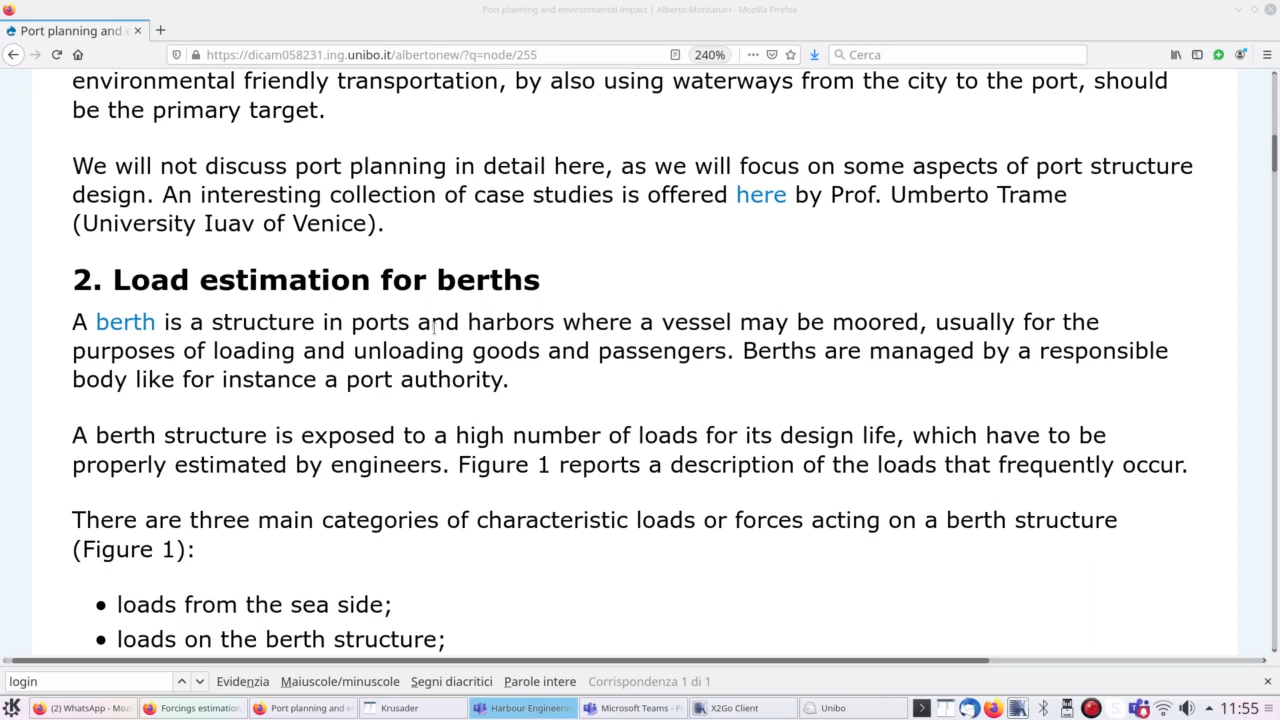 Port planning and environmental impact | Alberto Montanari - Mozilla Firefox
Port planning and e
https://dicam058231.ing.unibo.it/albertonew/?q=node/255
240%
Cerca
environmental friendly transportation, by also using waterways from the city to the port, should
be the primary target.
We will not discuss port planning in detail here, as we will focus on some aspects of port structure
design. An interesting collection of case studies is offered here by Prof. Umberto Trame
(University Iuav of Venice).
2. Load estimation for berths
A berth is a structure in ports and harbors where a vessel may be moored, usually for the
purposes of loading and unloading goods and passengers. Berths are managed by a responsible
body like for instance a port authority.
A berth structure is exposed to a high number of loads for its design life, which have to be
properly estimated by engineers. Figure 1 reports a description of the loads that frequently occur.
There are three main categories of characteristic loads or forces acting on a berth structure
(Figure 1):
• loads from the sea side;
• loads on the berth structure;
login
Evidenzia Maiuscole/minuscole Segni diacritici Parole intere Corrispondenza 1 di 1
(2) WhatsApp - Moz Forcings estimation Port planning and e Krusader Harbour Engineerin Microsoft Teams - P X2Go Client Unibo 11:55